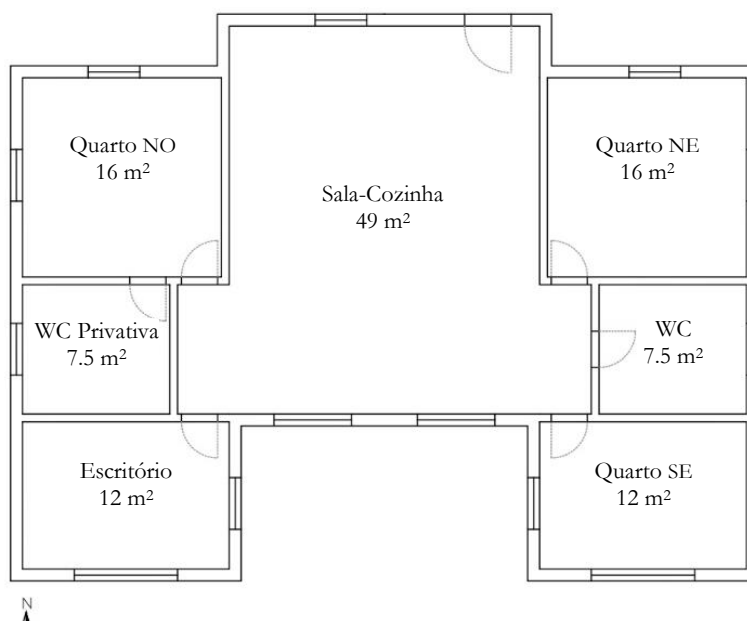 Quarto NO
16 m²
Quarto NE
16 m²
Sala-Cozinha
49 m²
WC Privativa
7.5 m²
WC
7.5 m²
Escritório
12 m²
Quarto SE
12 m²
N